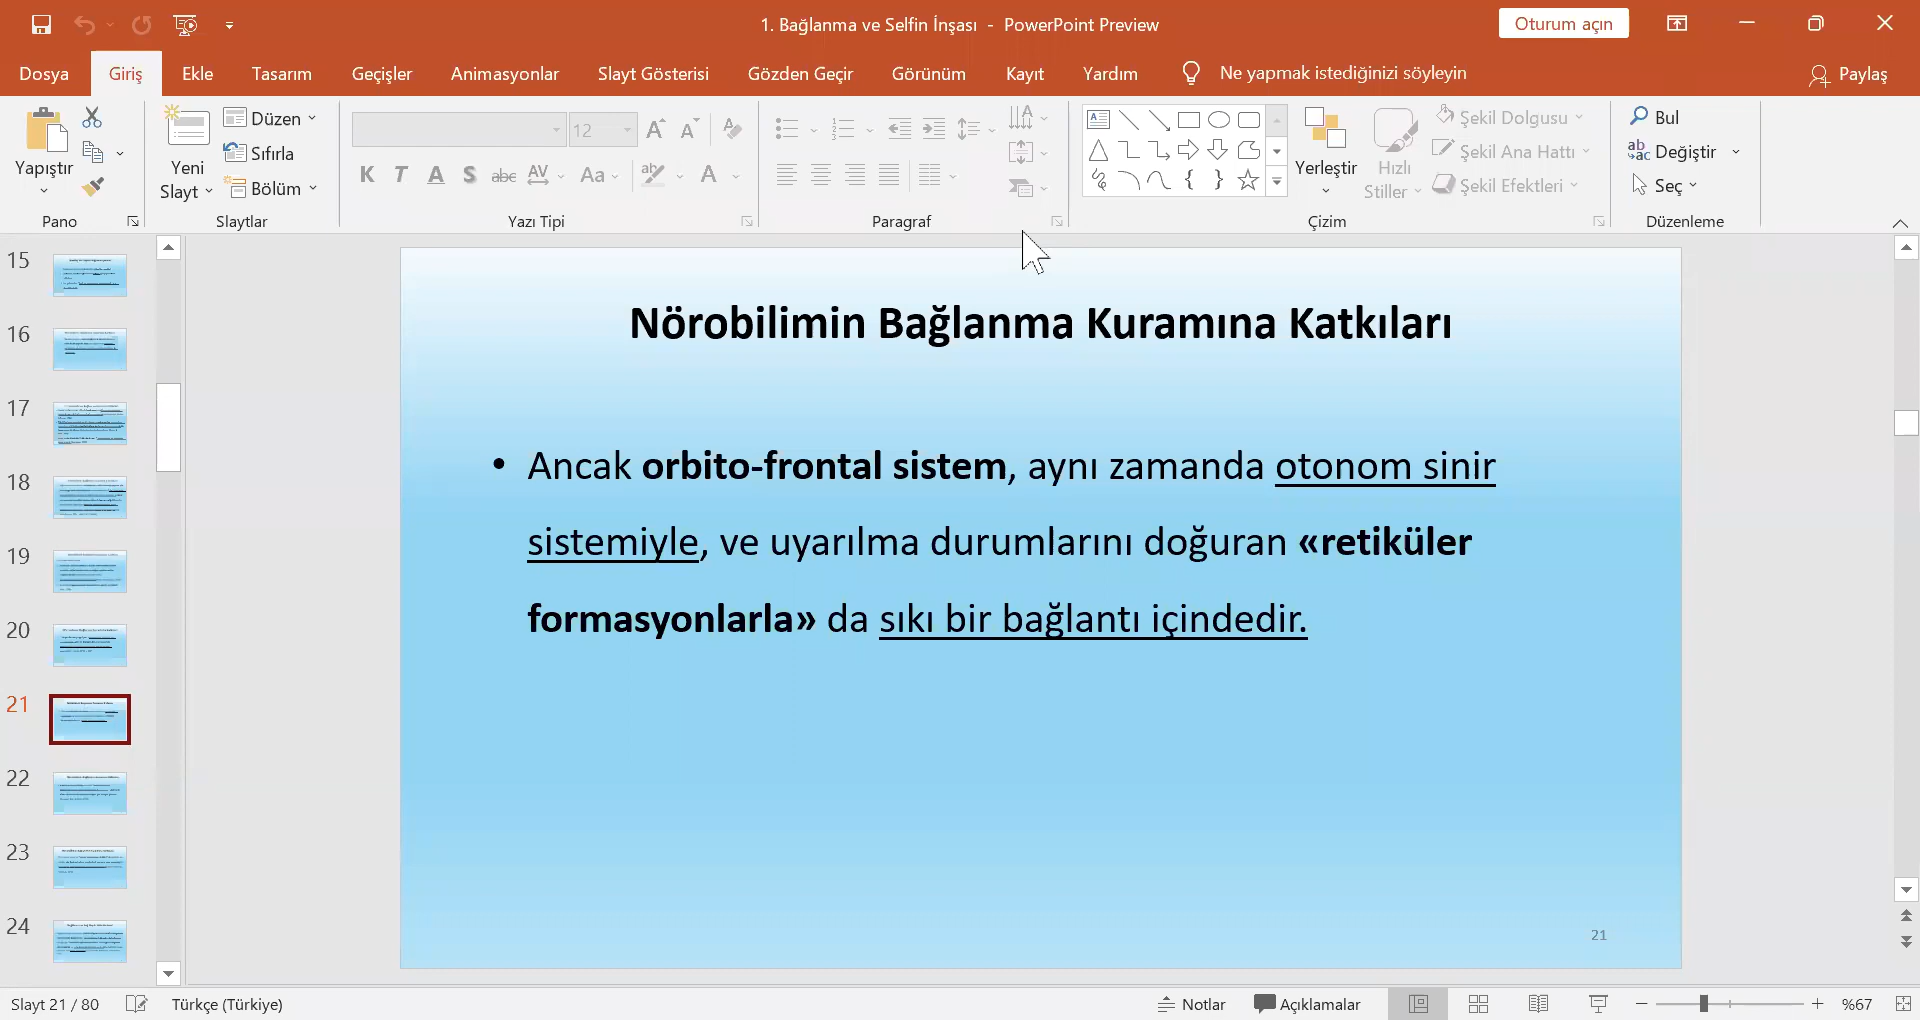 1. Bağlanma ve Selfin İnşası - PowerPoint Preview
Oturum açın
Dosya Giriş Ekle Tasarım Geçişler Animasyonlar Slayt Gösterisi Gözden Geçir Görünüm Kayıt Yardım Ne yapmak istediğinizi söyleyin Paylaş
Yapıştır
Pano
Yeni
Slayt
Düzen
Sıfırla
Bölüm
Slaytlar
12
K T A S abc AV Aa A
Yazı Tipi
Paragraf
Yerleştir
Hızlı
Stiller
Şekil Dolgusu
Şekil Ana Hattı
Şekil Efektleri
Çizim
Bul
Değiştir
Seç
Düzenleme
15
16
17
18
19
20
21
22
23
24
Nörobilimin Bağlanma Kuramına Katkıları
• Ancak orbito-frontal sistem, aynı zamanda otonom sinir
sistemiyle, ve uyarılma durumlarını doğuran «retiküler
formasyonlarla» da sıkı bir bağlantı içindedir.
21
Slayt 21 / 80 Türkçe (Türkiye) Notlar Açıklamalar %67